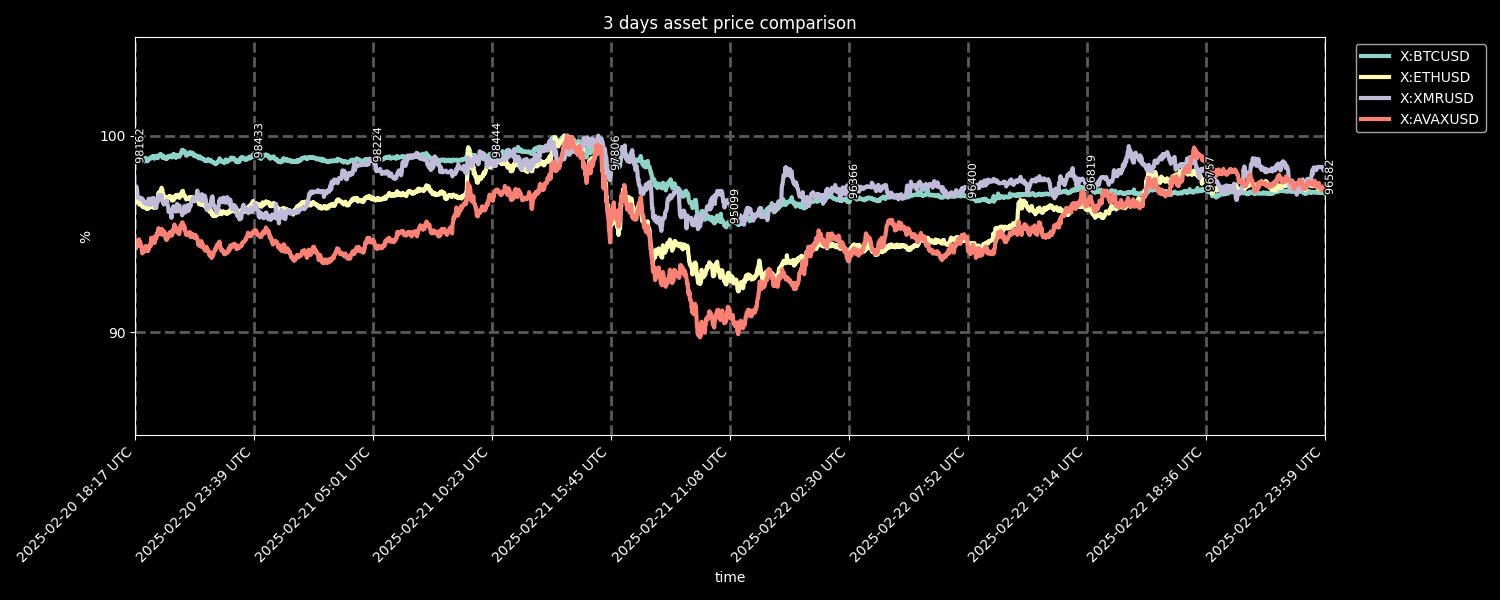 3 days asset price comparison
X:BTCUSD
X:ETHUSD
X:XMRUSD
X:AVAXUSD
%
100
90
98162
98433
98224
98444
97806
95099
96366
96400
96819
96757
96582
2025-02-20 18:17 UTC
2025-02-20 23:39 UTC
2025-02-21 05:01 UTC
2025-02-21 10:23 UTC
2025-02-21 15:45 UTC
2025-02-21 21:08 UTC
2025-02-22 02:30 UTC
2025-02-22 07:52 UTC
2025-02-22 13:14 UTC
2025-02-22 18:36 UTC
2025-02-22 23:59 UTC
time